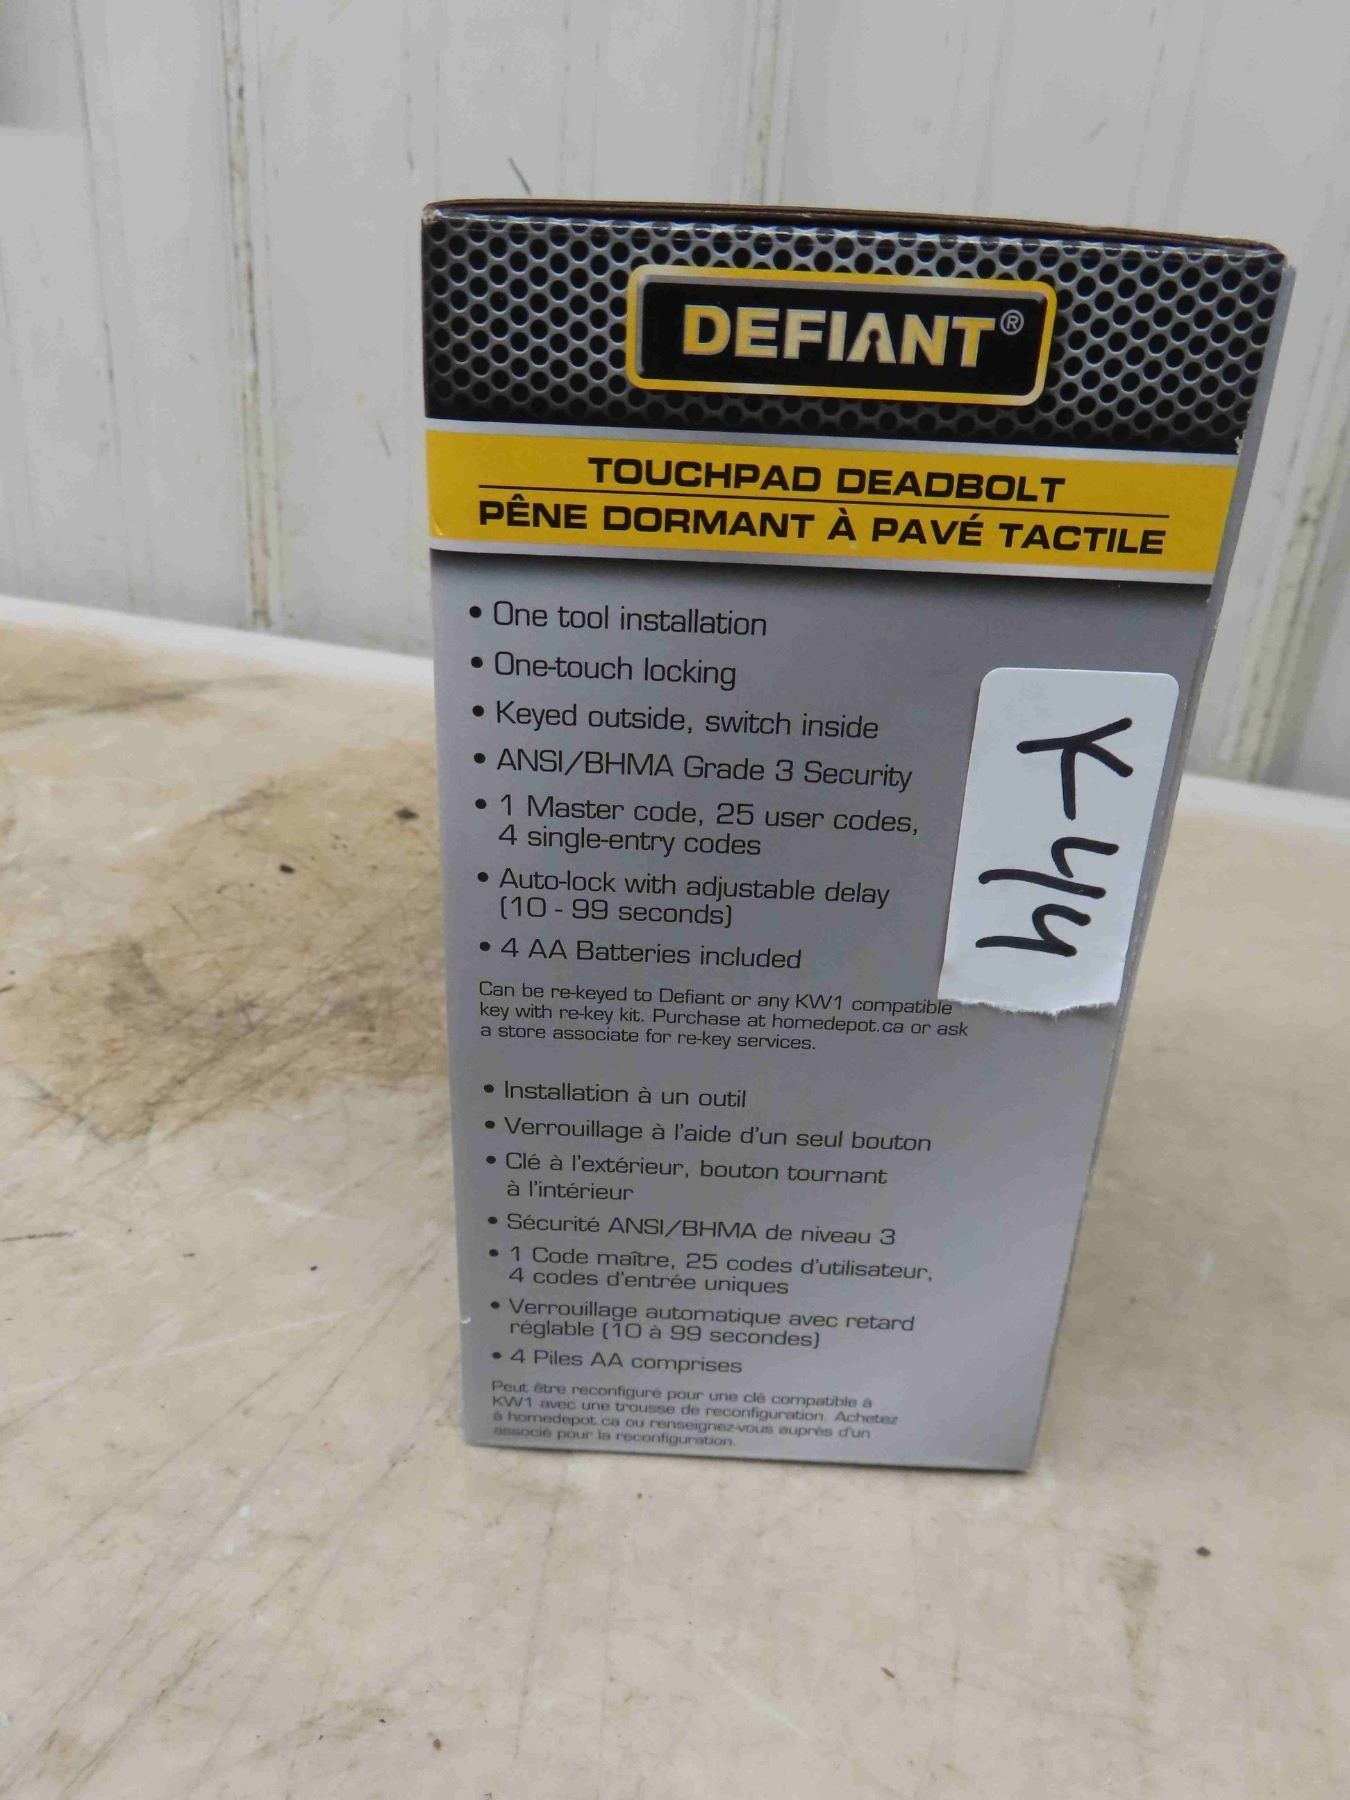 DEFIANT®
TOUCHPAD DEADBOLT
PÊNE DORMANT À PAVÉ TACTILE
• One tool installation
• One-touch locking
• Keyed outside, switch inside
• ANSI/BHMA Grade 3 Security
• 1 Master code, 25 user codes,
4 single-entry codes
• Auto-lock with adjustable delay
(10 - 99 seconds)
• 4 AA Batteries included
Can be re-keyed to Defiant or any KW1 compatible
key with re-key kit. Purchase at homedepot.ca or ask
a store associate for re-key services.
Y-44
• Installation à un outil
• Verrouillage à l'aide d'un seul bouton
• Clé à l'extérieur, bouton tournant
à l'intérieur
• Sécurité ANSI/BHMA de niveau 3
• 1 Code maître, 25 codes d'utilisateur,
4 codes d'entrée uniques
• Verrouillage automatique avec retard
réglable (10 à 99 secondes)
• 4 Piles AA comprises
Peut être reconfiguré pour une clé compatible à
KW1 avec une trousse de reconfiguration. Achetez
à homedepot.ca ou renseignez-vous auprès d'un
associé pour la reconfiguration.